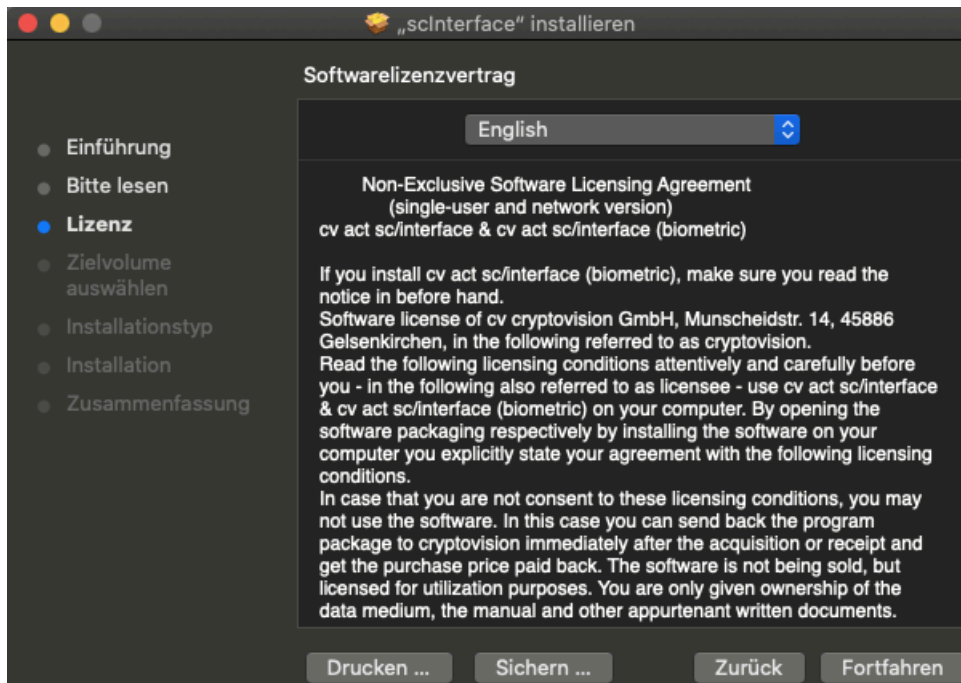 „scInterface“ installieren
Softwarelizenzvertrag
Einführung
Bitte lesen
Lizenz
Zielvolume
auswählen
Installationstyp
Installation
Zusammenfassung
English
Non-Exclusive Software Licensing Agreement
(single-user and network version)
cv act sc/interface & cv act sc/interface (biometric)
If you install cv act sc/interface (biometric), make sure you read the
notice in before hand.
Software license of cv cryptovision GmbH, Munscheidstr. 14, 45886
Gelsenkirchen, in the following referred to as cryptovision.
Read the following licensing conditions attentively and carefully before
you - in the following also referred to as licensee - use cv act sc/interface
& cv act sc/interface (biometric) on your computer. By opening the
software packaging respectively by installing the software on your
computer you explicitly state your agreement with the following licensing
conditions.
In case that you are not consent to these licensing conditions, you may
not use the software. In this case you can send back the program
package to cryptovision immediately after the acquisition or receipt and
get the purchase price paid back. The software is not being sold, but
licensed for utilization purposes. You are only given ownership of the
data medium, the manual and other appurtenant written documents.
Drucken ... Sichern ... Zurück Fortfahren